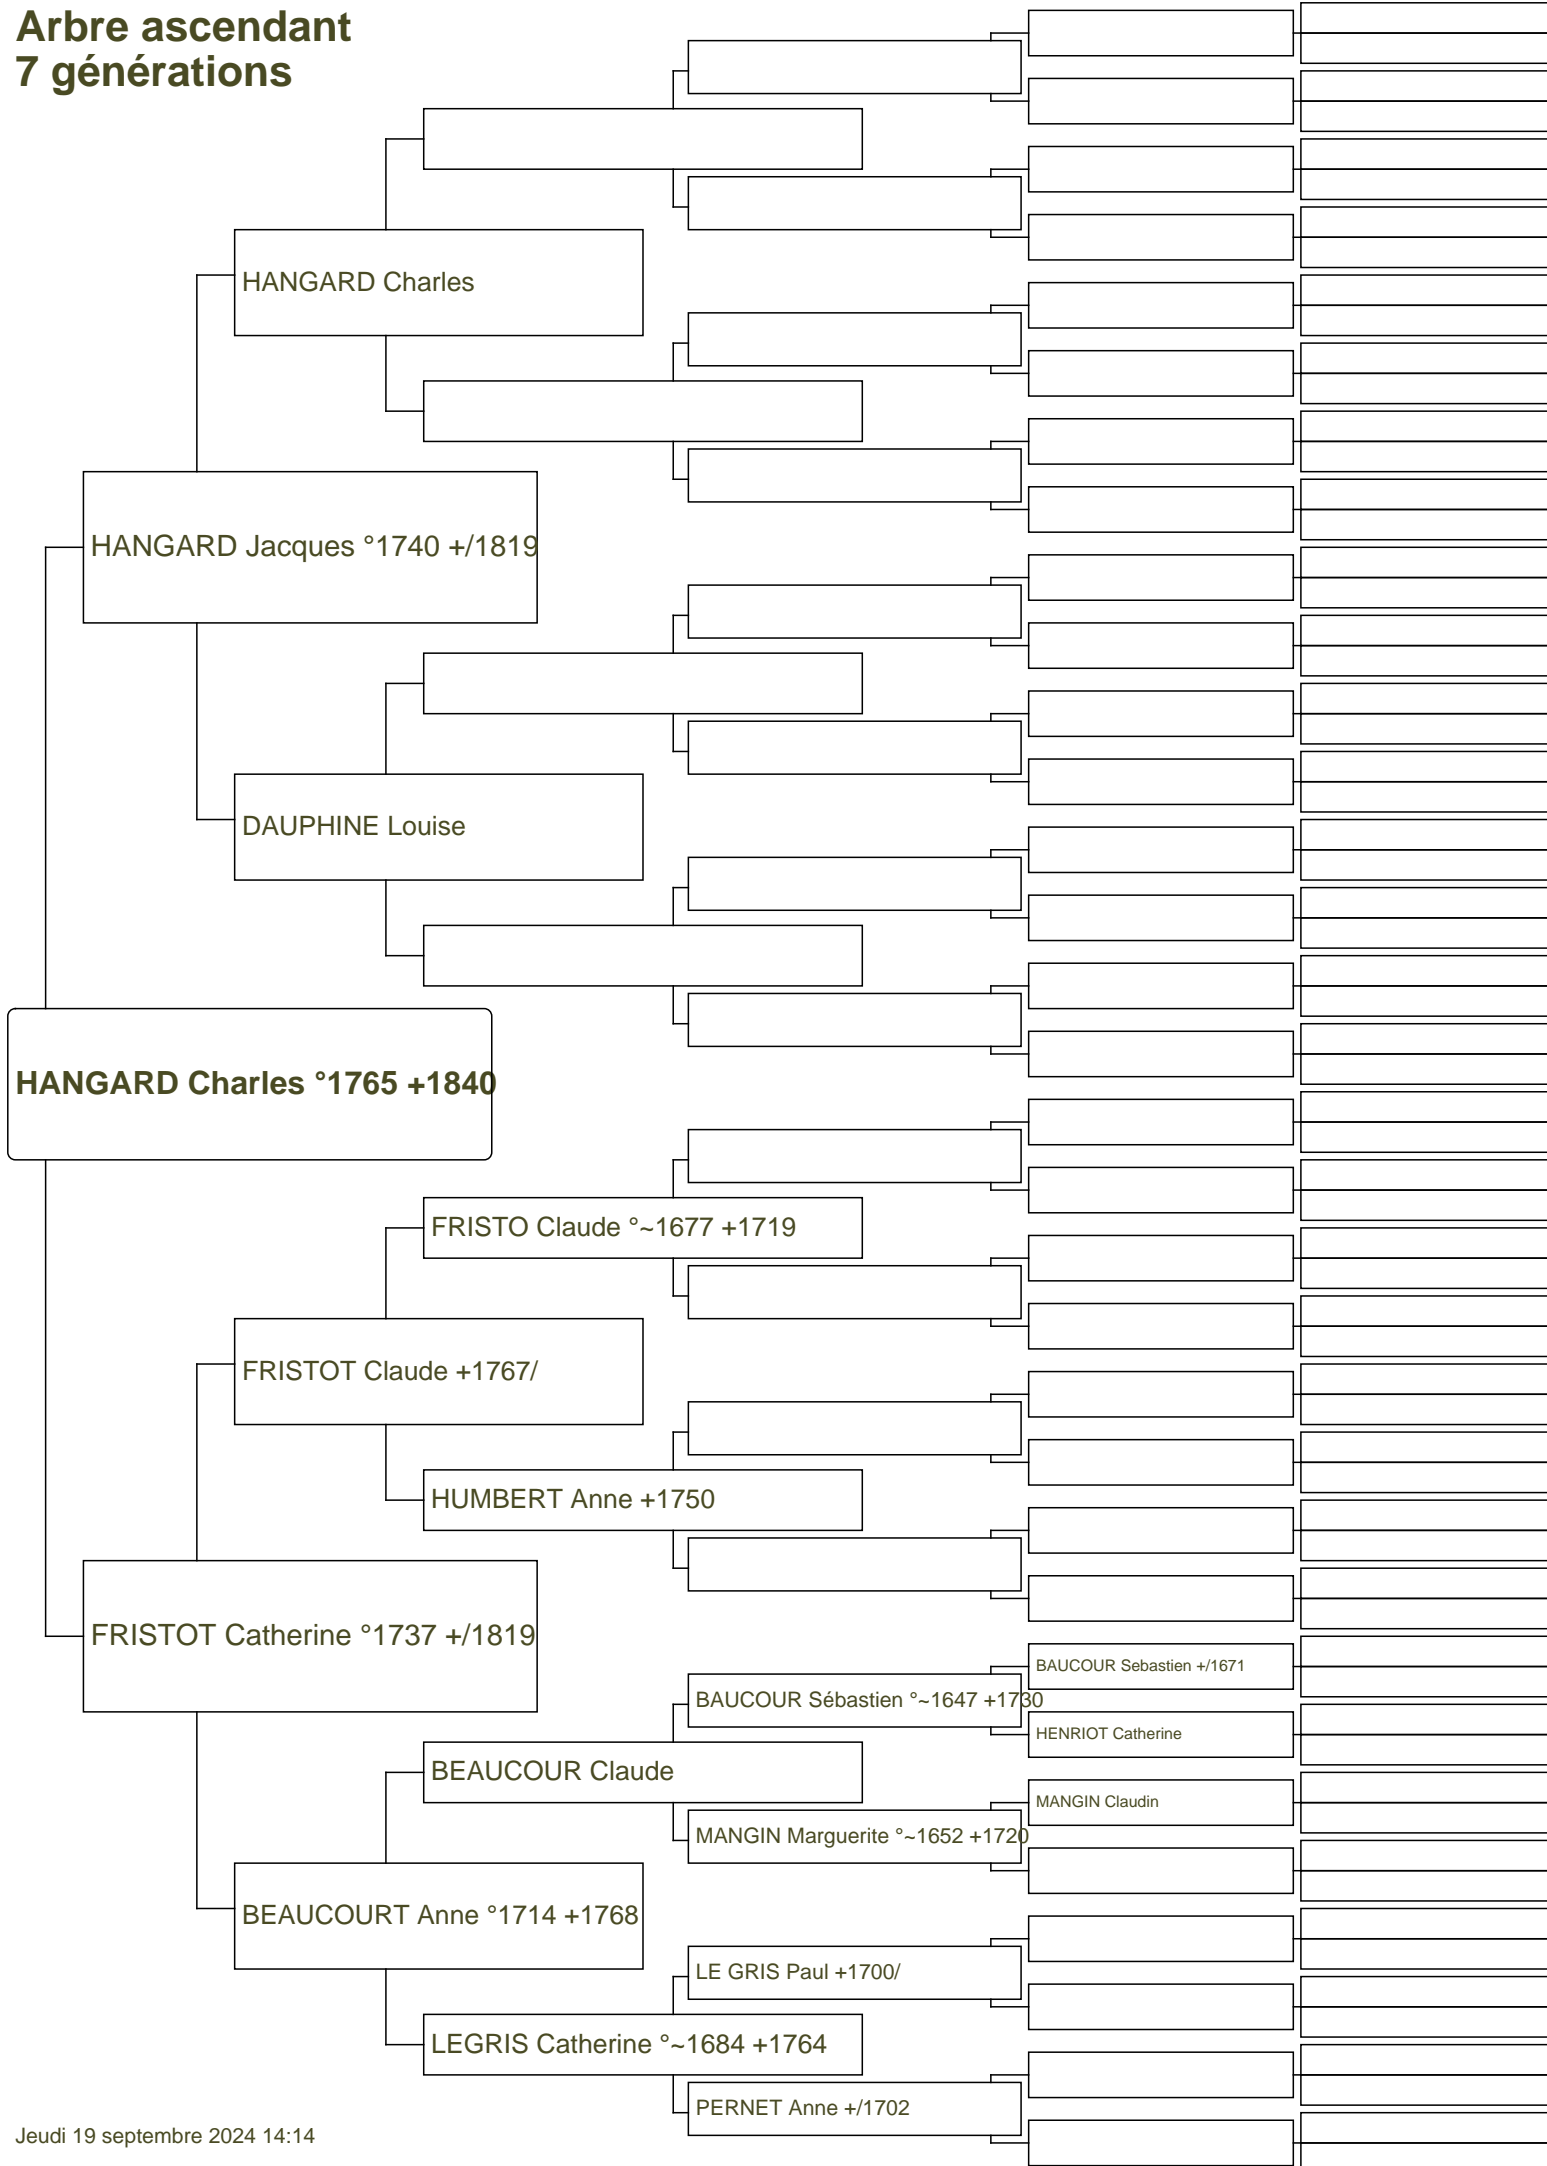 Arbre ascendant
7 générations
HANGARD Charles
HANGARD Jacques °1740 +/1819
DAUPHINE Louise
HANGARD Charles °1765 +1840
FRISTO Claude °~1677 +1719
FRISTOT Claude +1767/
HUMBERT Anne +1750
FRISTOT Catherine °1737 +/1819
BAUCOUR Sebastien +/1671
BAUCOUR Sébastien °~1647 +1730
HENRIOT Catherine
BEAUCOUR Claude
MANGIN Claudin
MANGIN Marguerite °~1652 +1720
BEAUCOURT Anne °1714 +1768
LE GRIS Paul +1700/
LEGRIS Catherine °~1684 +1764
PERNET Anne +/1702
Jeudi 19 septembre 2024 14:14